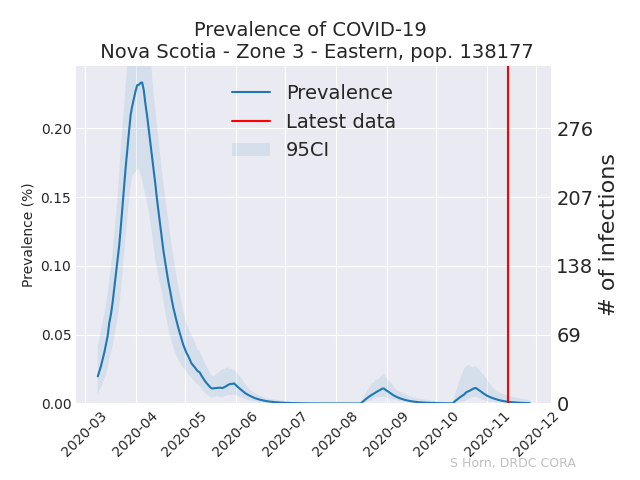 Prevalence of COVID-19
Nova Scotia - Zone 3 - Eastern, pop. 138177
Prevalence
Latest data
95CI
Prevalence (%)
0.20
0.15
0.10
0.05
0.00
276
207
138
69
0
# of infections
2020-03
2020-04
2020-05
2020-06
2020-07
2020-08
2020-09
2020-10
2020-11
2020-12
S Horn, DRDC CORA